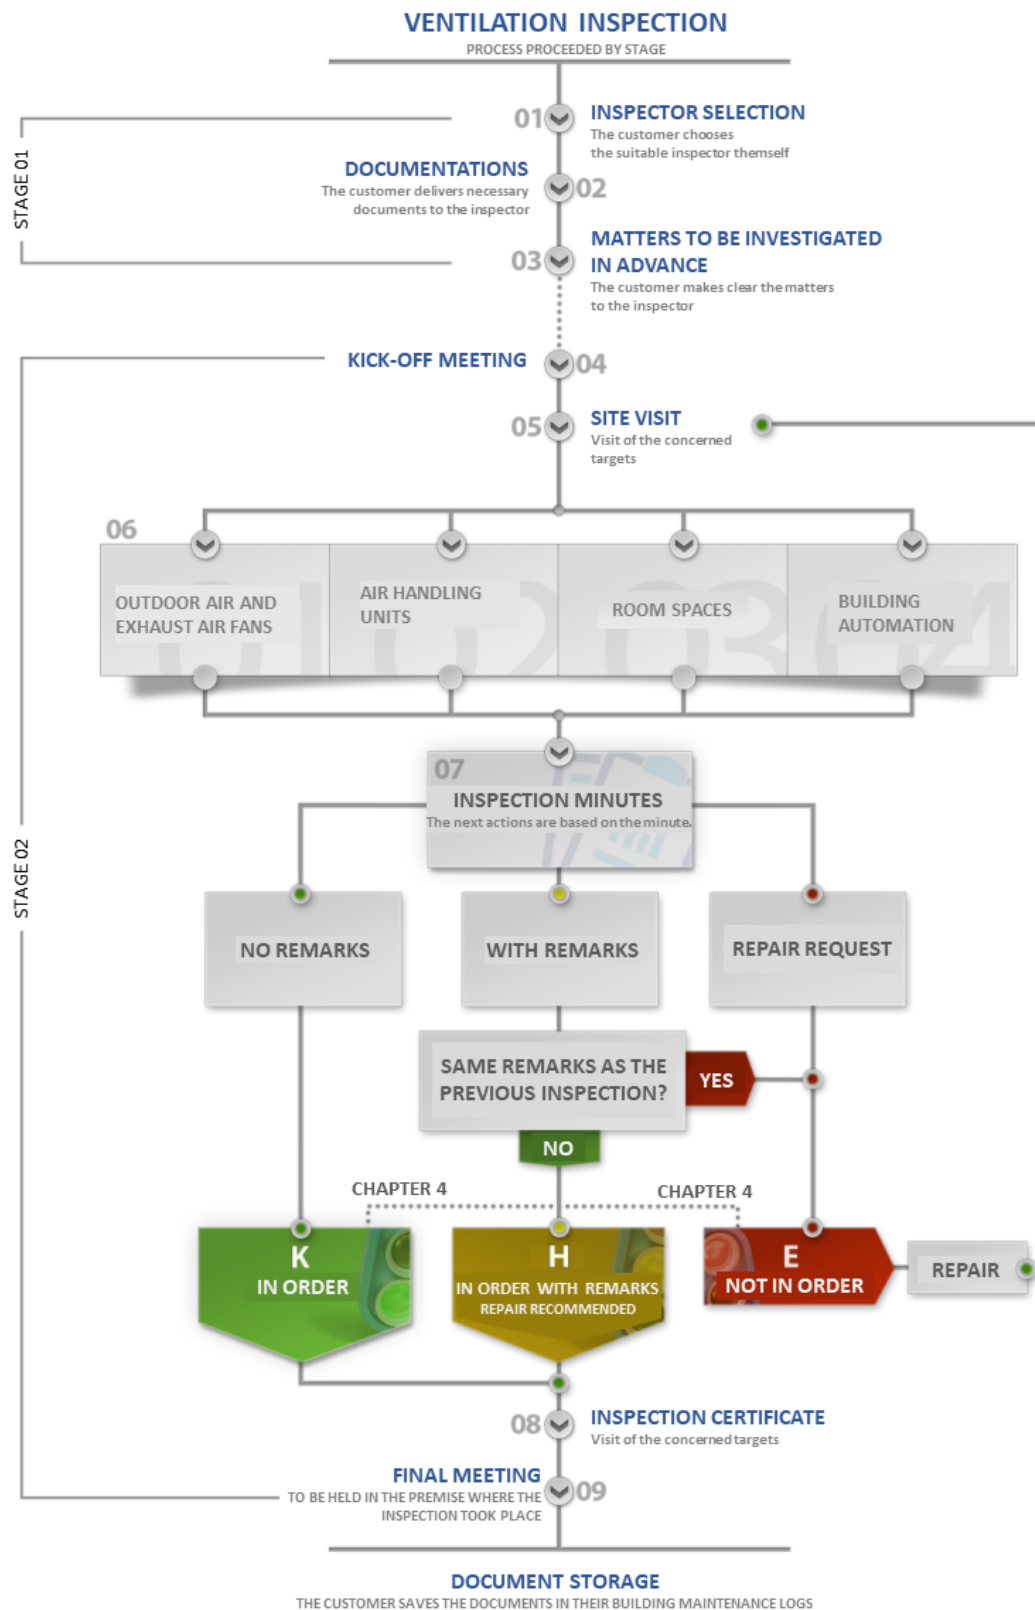 VENTILATION INSPECTION
PROCESS PROCEEDED BY STAGE
STAGE 01
01
INSPECTOR SELECTION
The customer chooses
the suitable inspector themself
DOCUMENTATIONS
The customer delivers necessary
documents to the inspector
02
03
MATTERS TO BE INVESTIGATED
IN ADVANCE
The customer makes clear the matters
to the inspector
STAGE 02
KICK-OFF MEETING
04
05
SITE VISIT
Visit of the concerned
targets
06
OUTDOOR AIR AND
EXHAUST AIR FANS
01
AIR HANDLING
UNITS
02
ROOM SPACES
03
BUILDING
AUTOMATION
04
07
INSPECTION MINUTES
The next actions are based on the minute.
NO REMARKS
WITH REMARKS
REPAIR REQUEST
SAME REMARKS AS THE
PREVIOUS INSPECTION?
YES
NO
CHAPTER 4
CHAPTER 4
K
IN ORDER
H
IN ORDER WITH REMARKS
REPAIR RECOMMENDED
E
NOT IN ORDER
REPAIR
08
INSPECTION CERTIFICATE
Visit of the concerned targets
FINAL MEETING
TO BE HELD IN THE PREMISE WHERE THE
INSPECTION TOOK PLACE
09
DOCUMENT STORAGE
THE CUSTOMER SAVES THE DOCUMENTS IN THEIR BUILDING MAINTENANCE LOGS